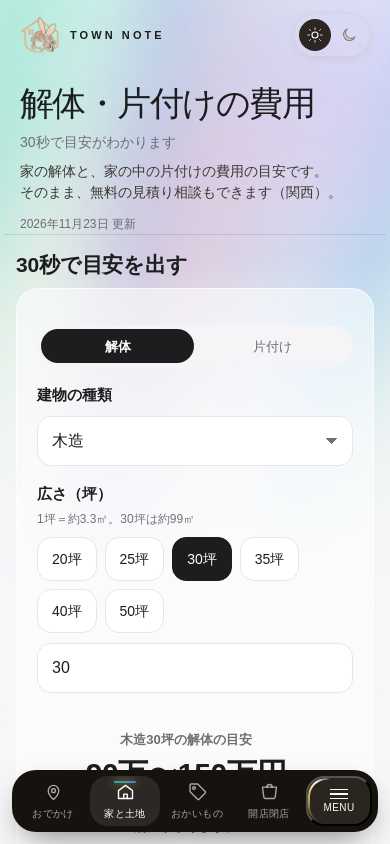 TOWN NOTE
解体・片付けの費用
30秒で目安がわかります
家の解体と、家の中の片付けの費用の目安です。
そのまま、無料の見積り相談もできます（関西）。
2026年11月23日 更新
30秒で目安を出す
解体
片付け
建物の種類
木造
広さ（坪）
1坪＝約3.3㎡。30坪は約99㎡
20坪
25坪
30坪
35坪
40坪
50坪
30
木造30坪の解体の目安
90万〜150万円
おでかけ
家と土地
おかいもの
開店閉店
MENU